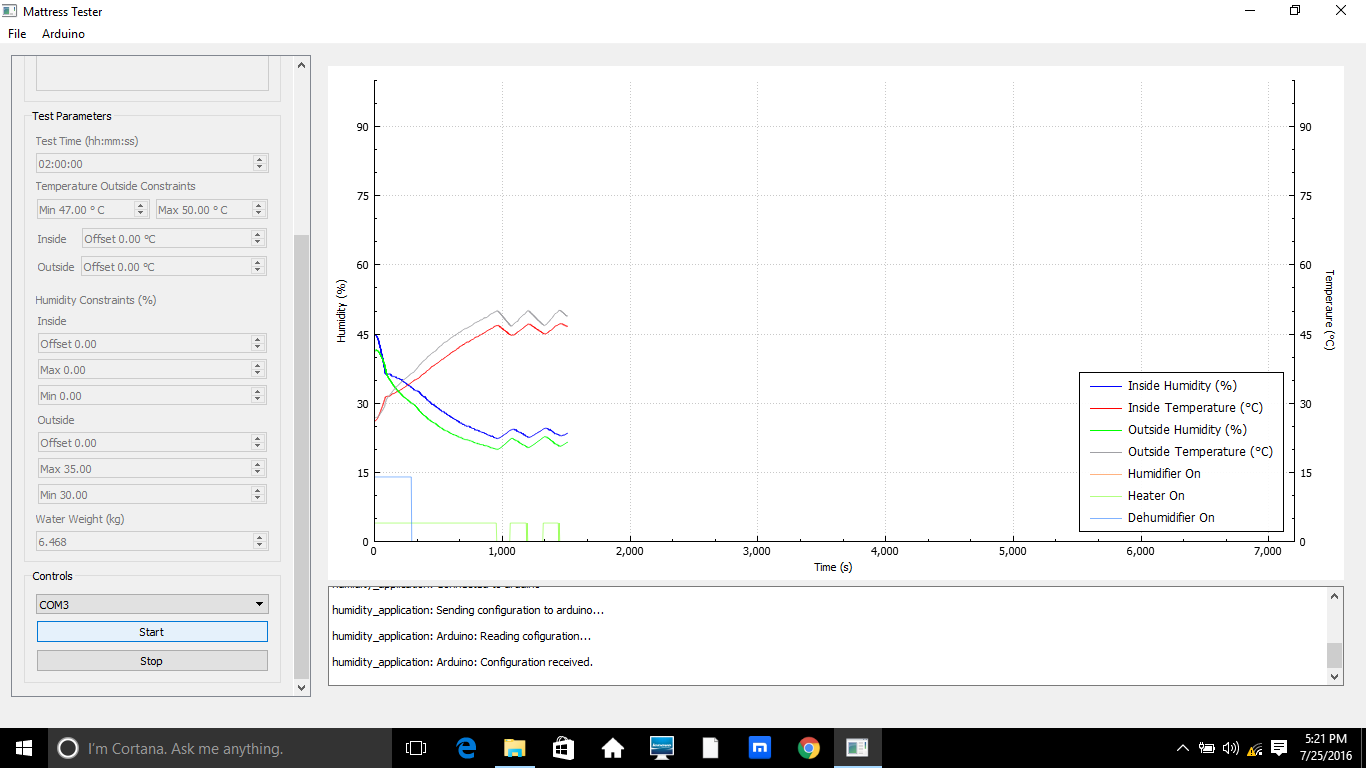 Mattress Tester
File Arduino
Test Parameters
Test Time (hh:mm:ss)
02:00:00
Temperature Outside Constraints
Min 47.00 ° C Max 50.00 ° C
Inside Offset 0.00 °C
Outside Offset 0.00 °C
Humidity Constraints (%)
Inside
Offset 0.00
Max 0.00
Min 0.00
Outside
Offset 0.00
Max 35.00
Min 30.00
Water Weight (kg)
6.468
Controls
COM3
Start
Stop
90 90
75 75
60 60
45 45
30 30
15 15
0 0
Humidity (%)
Temperaure (°C)
0 1,000 2,000 3,000 4,000 5,000 6,000 7,000
Time (s)
Inside Humidity (%)
Inside Temperature (°C)
Outside Humidity (%)
Outside Temperature (°C)
Humidifier On
Heater On
Dehumidifier On
humidity_application: Connected to arduino
humidity_application: Sending configuration to arduino...
humidity_application: Arduino: Reading cofiguration...
humidity_application: Arduino: Configuration received.
I'm Cortana. Ask me anything.
5:21 PM
7/25/2016